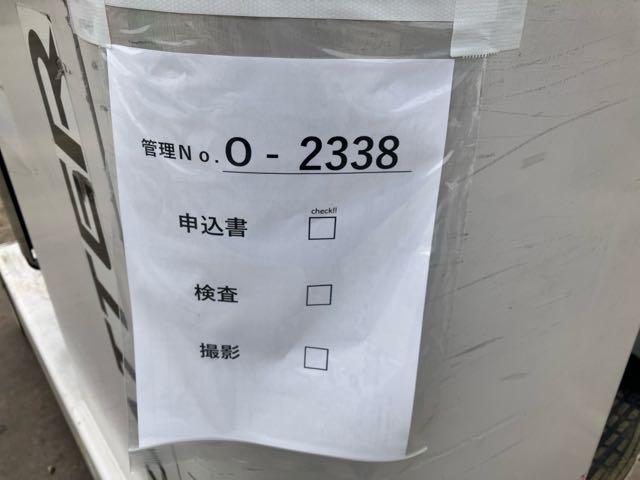 管理No. O - 2338
check!!
申込書 □
検査 □
撮影 □